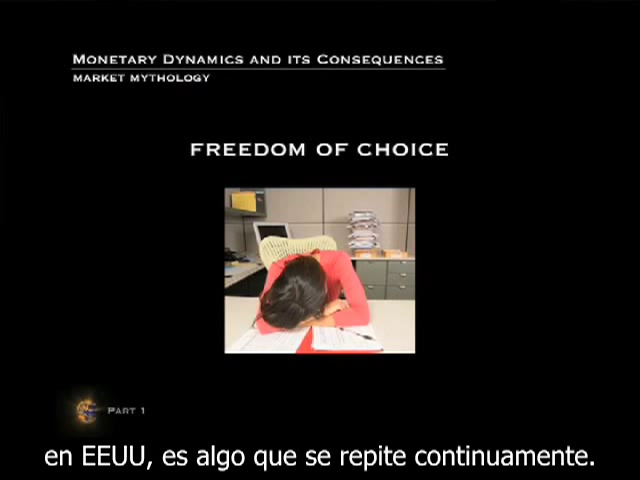 MONETARY DYNAMICS AND ITS CONSEQUENCES
MARKET MYTHOLOGY
FREEDOM OF CHOICE
PART 1
en EEUU, es algo que se repite continuamente.